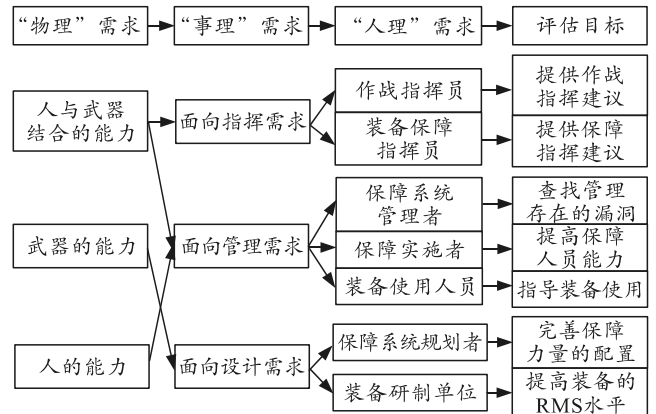 “物理”需求
“事理”需求
“人理”需求
评估目标
人与武器
结合的能力
武器的能力
人的能力
面向指挥需求
面向管理需求
面向设计需求
作战指挥员
装备保障
指挥员
保障系统
管理者
保障实施者
装备使用人员
保障系统规划者
装备研制单位
提供作战
指挥建议
提供保障
指挥建议
查找管理
存在的漏洞
提高保障
人员能力
指导装备使用
完善保障
力量的配置
提高装备的
RMS水平